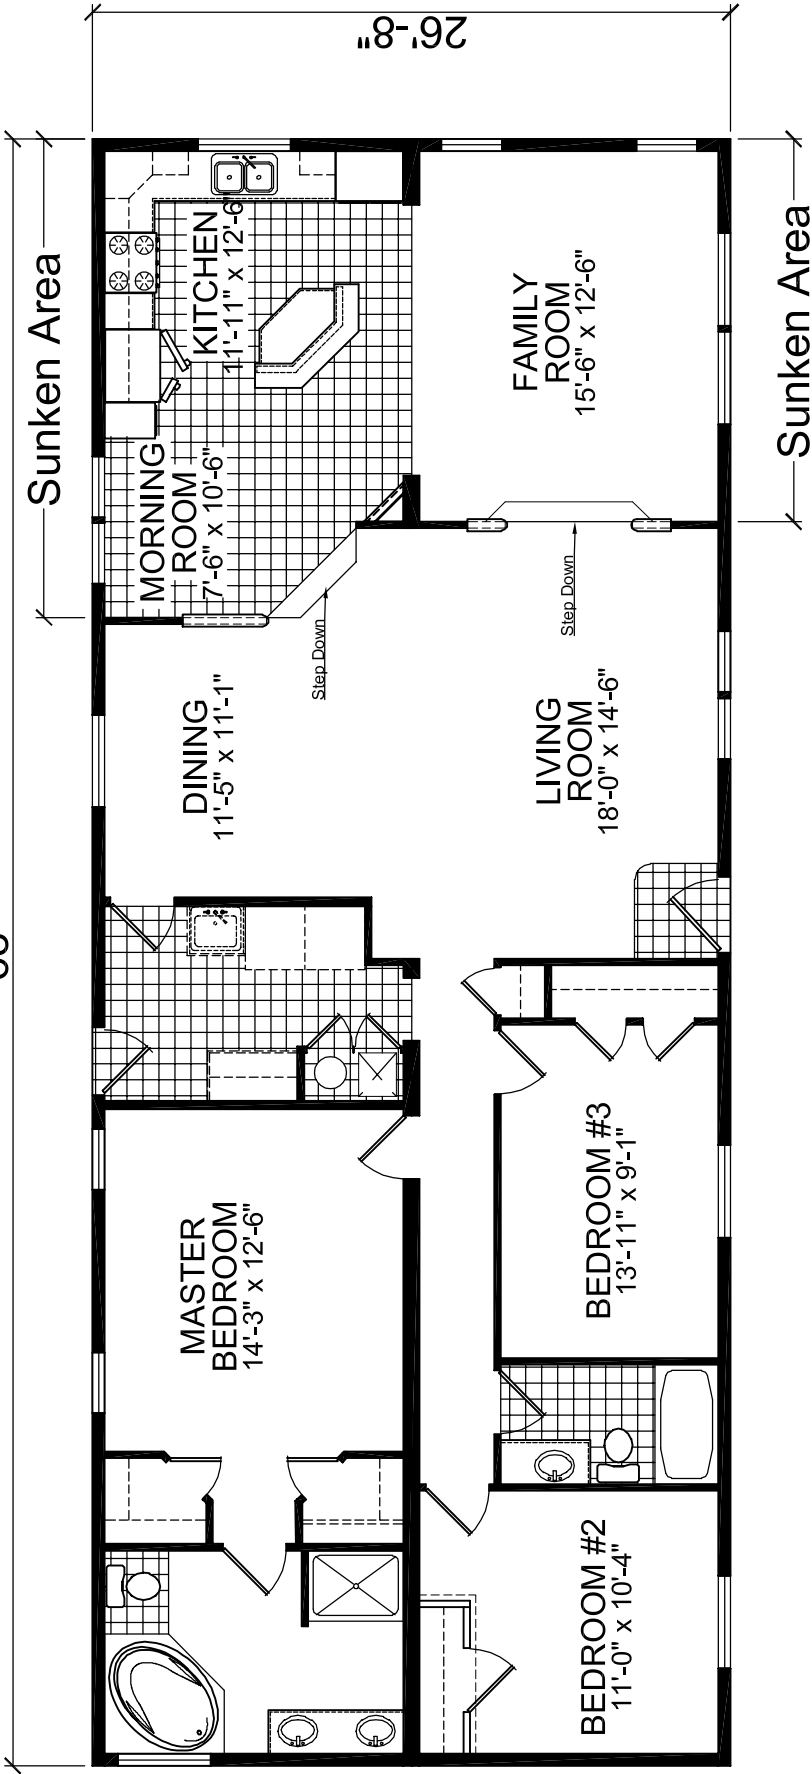 26'-8"
Sunken Area
Sunken Area
KITCHEN
11'-11" x 12'-6"
FAMILY
ROOM
15'-6" x 12'-6"
MORNING
ROOM
7'-6" x 10'-6"
Step Down
Step Down
DINING
11'-5" x 11'-1"
LIVING
ROOM
18'-0" x 14'-6"
MASTER
BEDROOM
14'-3" x 12'-6"
BEDROOM #3
13'-11" x 9'-1"
BEDROOM #2
11'-0" x 10'-4"